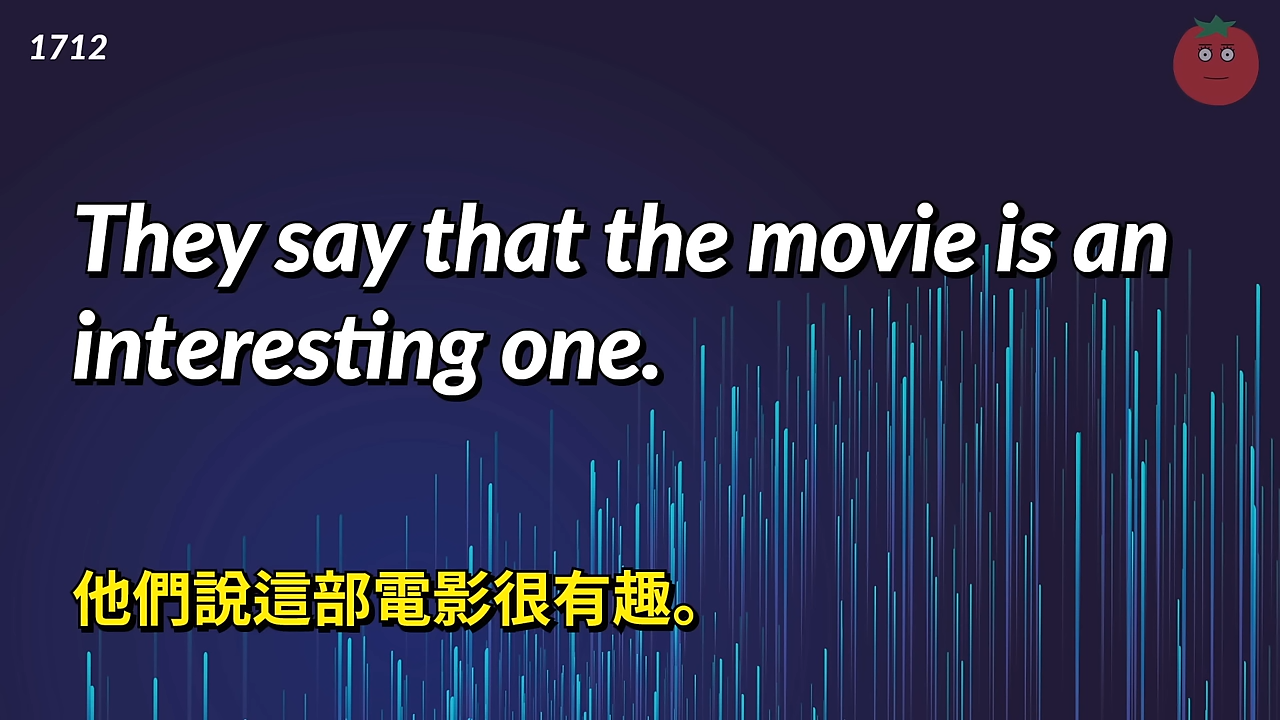 1712
They say that the movie is an
interesting one.
他們說這部電影很有趣。